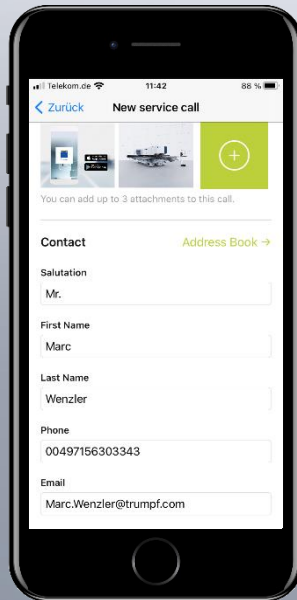 Telekom.de 11:42 88 %
Zurück New service call
You can add up to 3 attachments to this call.
Contact Address Book →
Salutation
Mr.
First Name
Marc
Last Name
Wenzler
Phone
00497156303343
Email
Marc.Wenzler@trumpf.com